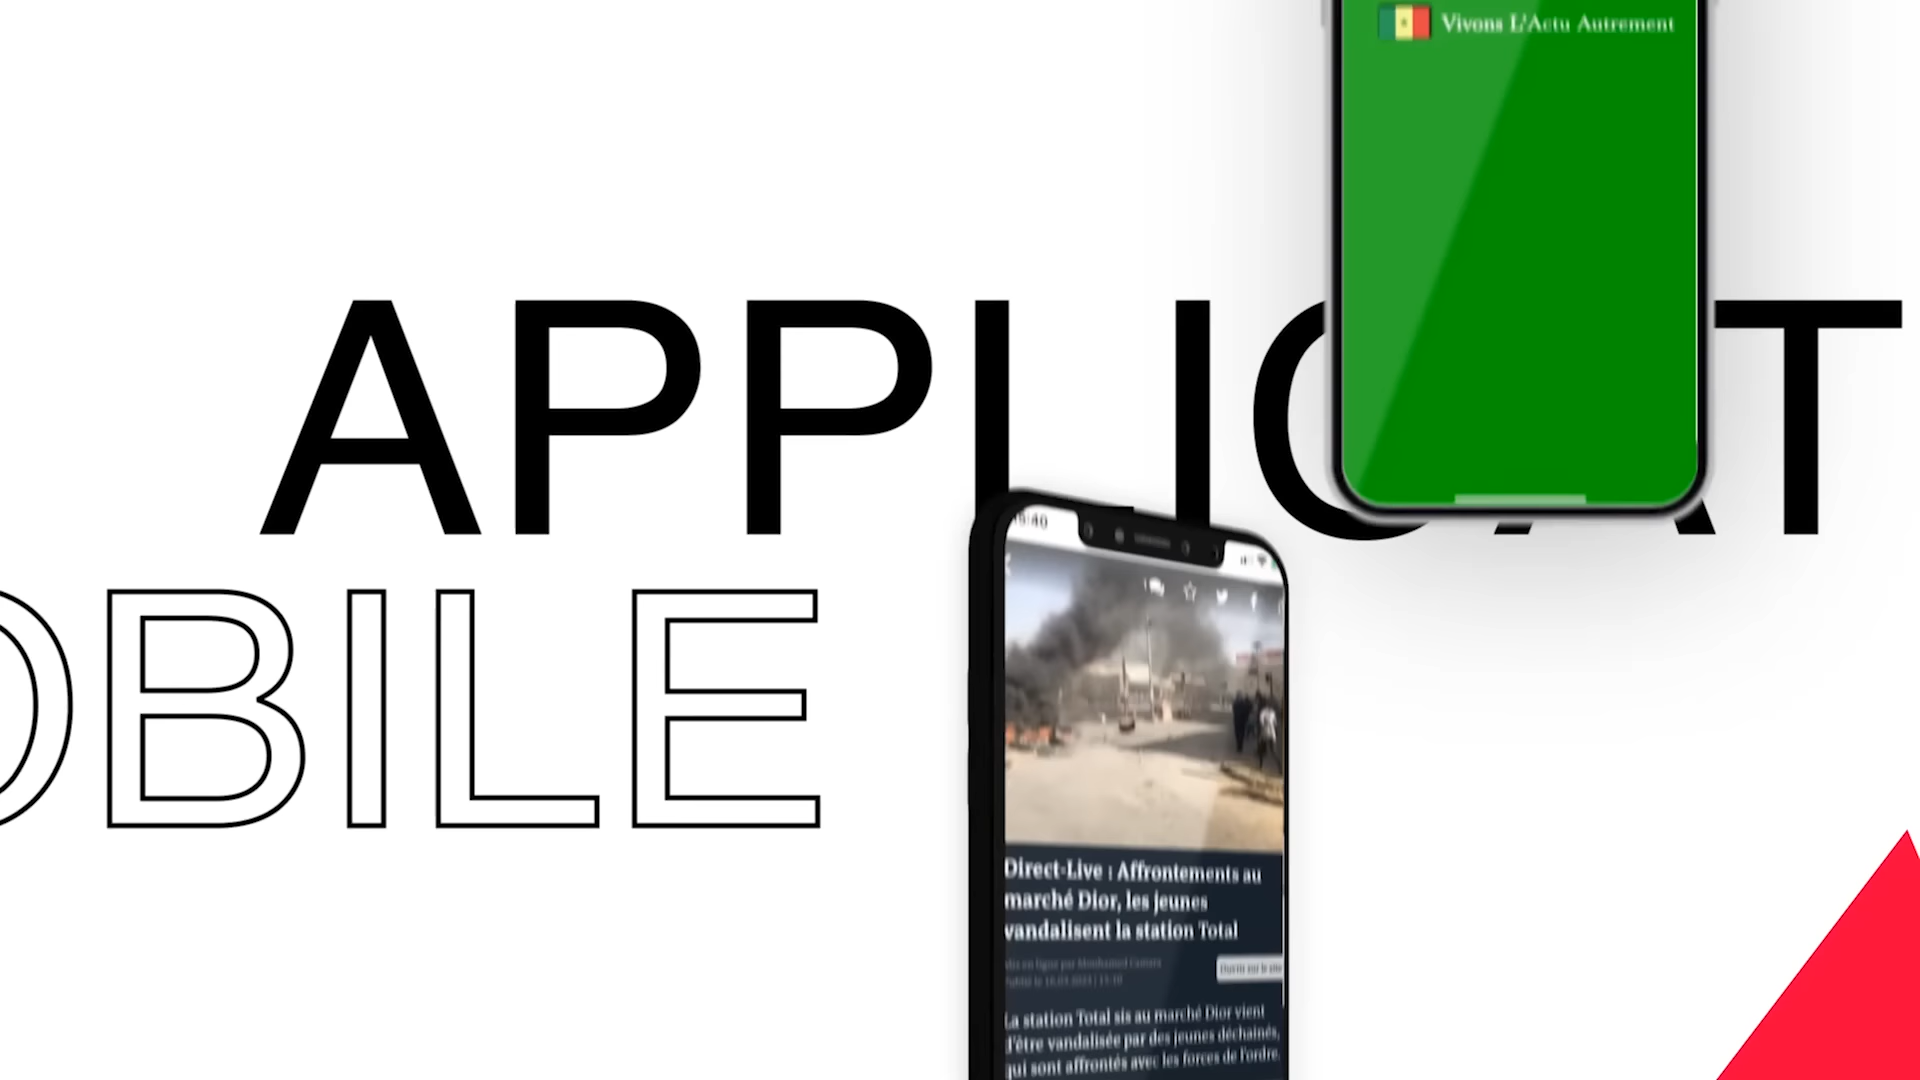 Vivons L'Actu Autrement
APPLICAT
OBILE
Direct-Live : Affrontements au
marché Dior, les jeunes
vandalisent la station Total
La station Total sis au marché Dior vient
d'être vandalisée par des jeunes déchainés,
qui sont affrontés avec les forces de l'ordre.